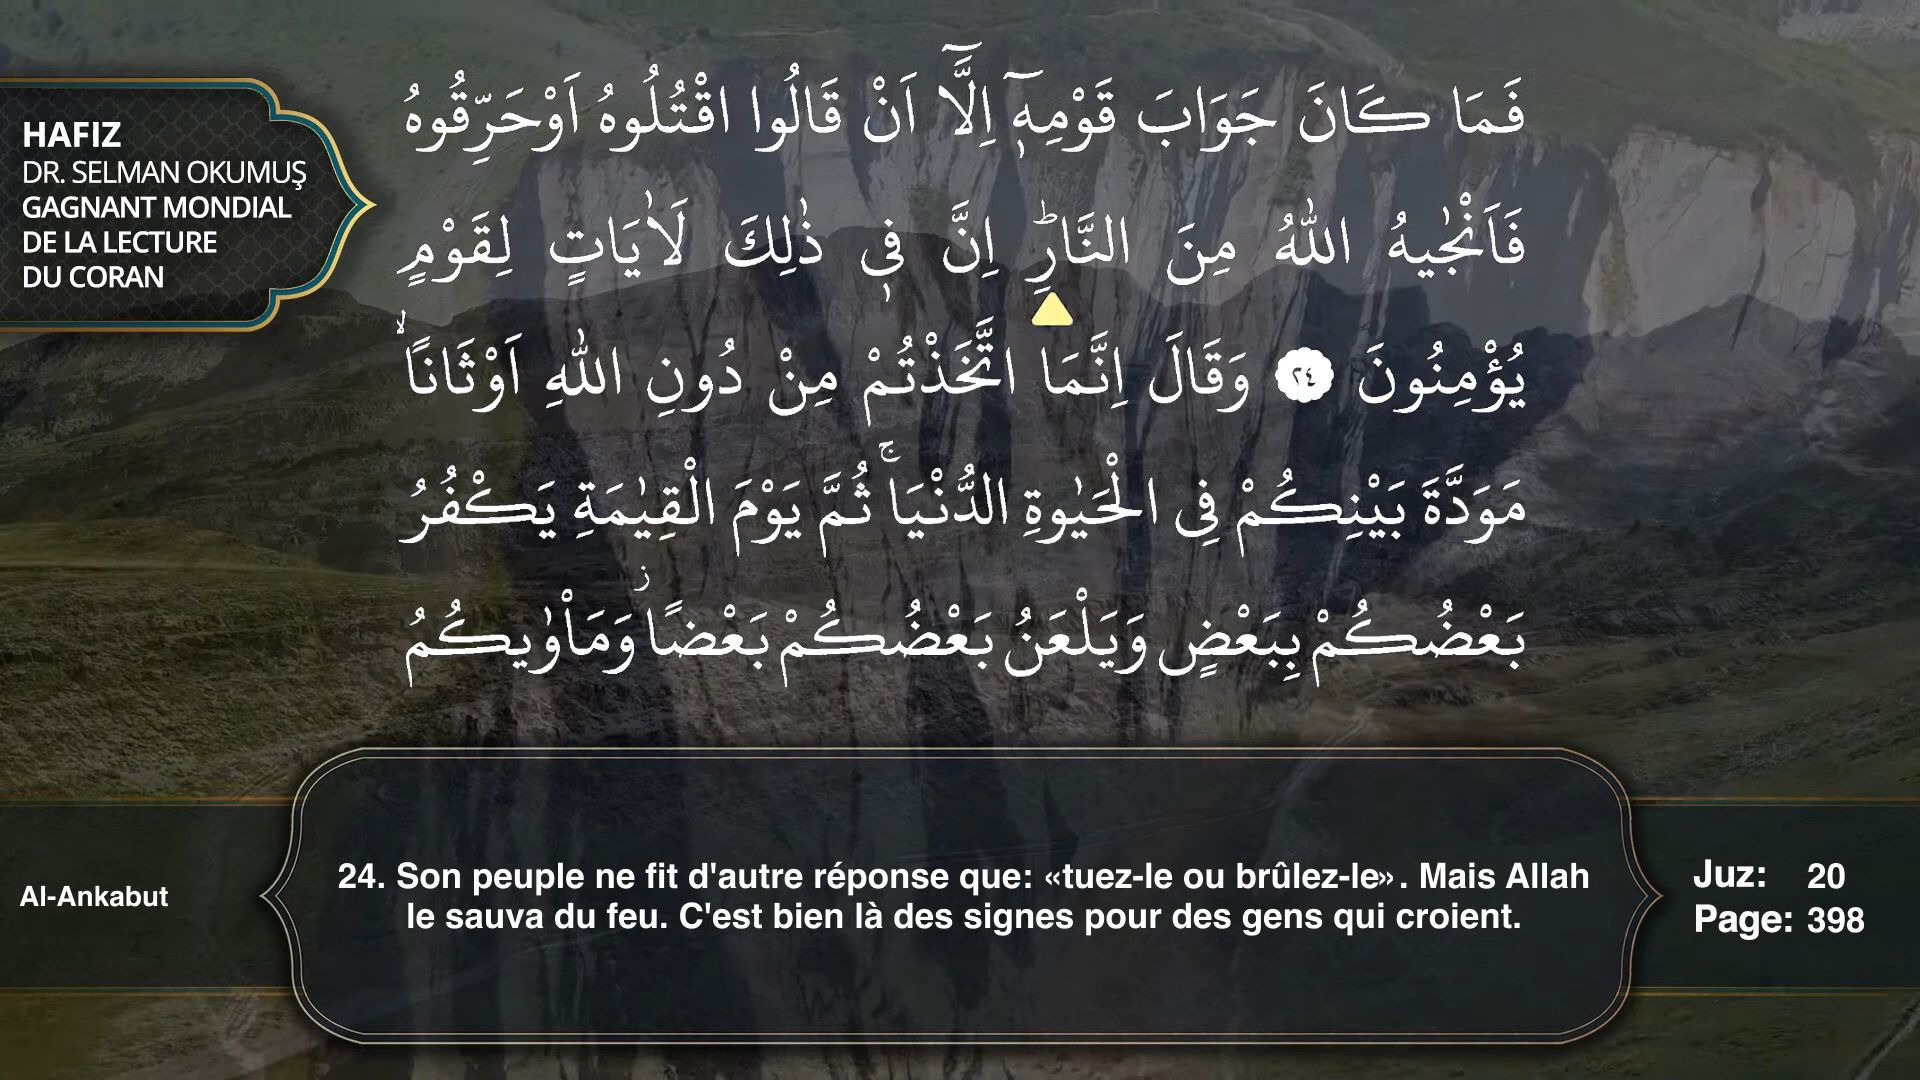 HAFIZ
DR. SELMAN OKUMUŞ
GAGNANT MONDIAL
DE LA LECTURE
DU CORAN
فَمَا كَانَ جَوَابَ قَوْمِه۪ٓ اِلَّٓا اَنْ قَالُوا اقْتُلُوهُ اَوْحَرِّقُوهُ
فَاَنْجٰيهُ اللّٰهُ مِنَ النَّارِۜ اِنَّ ف۪ي ذٰلِكَ لَاٰيَاتٍ لِقَوْمٍ
يُؤْمِنُونَ ﴿٢٤﴾ وَقَالَ اِنَّمَا اتَّخَذْتُمْ مِنْ دُونِ اللّٰهِ اَوْثَانًاۙ
مَوَدَّةَ بَيْنِكُمْ فِي الْحَيٰوةِ الدُّنْيَاۚ ثُمَّ يَوْمَ الْقِيٰمَةِ يَكْفُرُ
بَعْضُكُمْ بِبَعْضٍ وَيَلْعَنُ بَعْضُكُمْ بَعْضًاۘ وَمَأْوٰيكُمُ
24. Son peuple ne fit d'autre réponse que: «tuez-le ou brûlez-le». Mais Allah
le sauva du feu. C'est bien là des signes pour des gens qui croient.
Al-Ankabut
Juz: 20
Page: 398